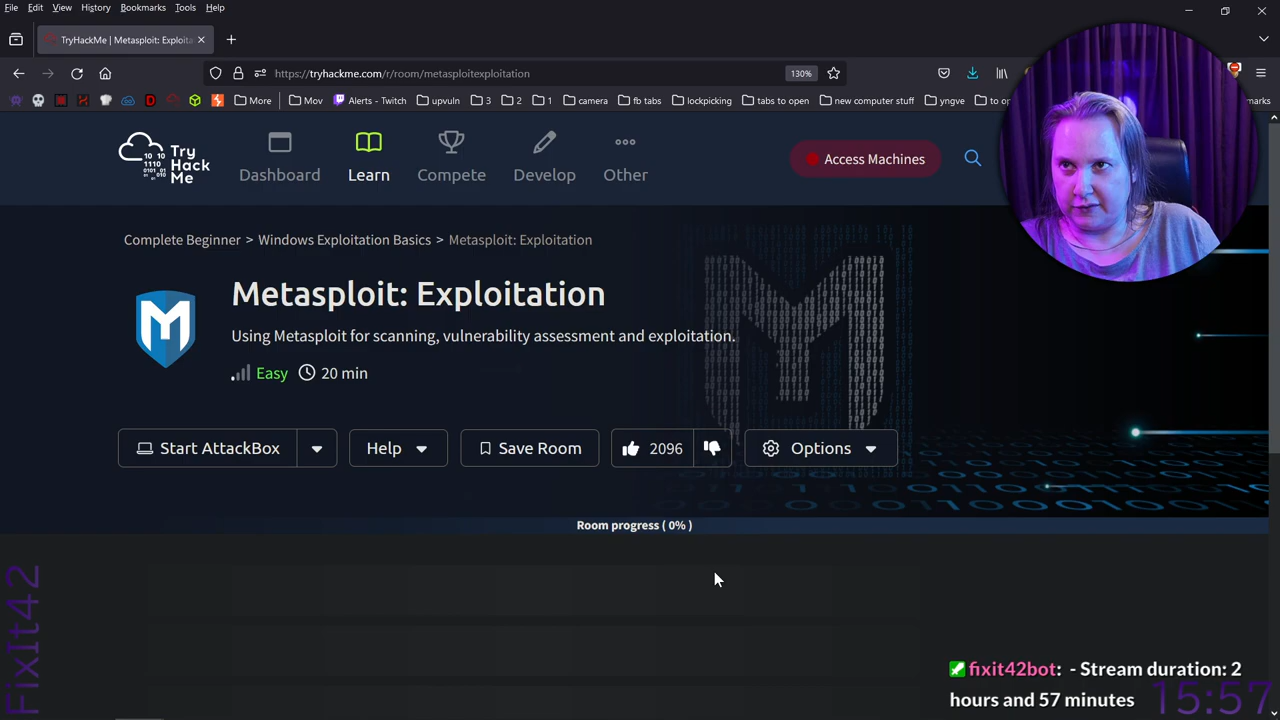 File Edit View History Bookmarks Tools Help
TryHackMe | Metasploit: Exploita
https://tryhackme.com/r/room/metasploitexploitation 130%
More Mov Alerts - Twitch upvuln 3 2 1 camera fb tabs lockpicking tabs to open new computer stuff yngve to op
Try
Hack
Me
Dashboard Learn Compete Develop Other Access Machines
Complete Beginner > Windows Exploitation Basics > Metasploit: Exploitation
Metasploit: Exploitation
Using Metasploit for scanning, vulnerability assessment and exploitation.
Easy 20 min
Start AttackBox Help Save Room 2096 Options
Room progress ( 0% )
FixIt42
fixit42bot: - Stream duration: 2
hours and 57 minutes
15:57